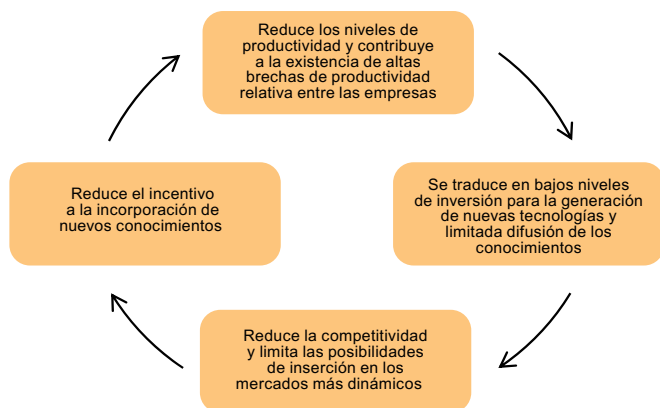 Reduce los niveles de
productividad y contribuye
a la existencia de altas
brechas de productividad
relativa entre las empresas
Se traduce en bajos niveles
de inversión para la generación
de nuevas tecnologías y
limitada difusión de los
conocimientos
Reduce la competitividad
y limita las posibilidades
de inserción en los
mercados más dinámicos
Reduce el incentivo
a la incorporación de
nuevos conocimientos